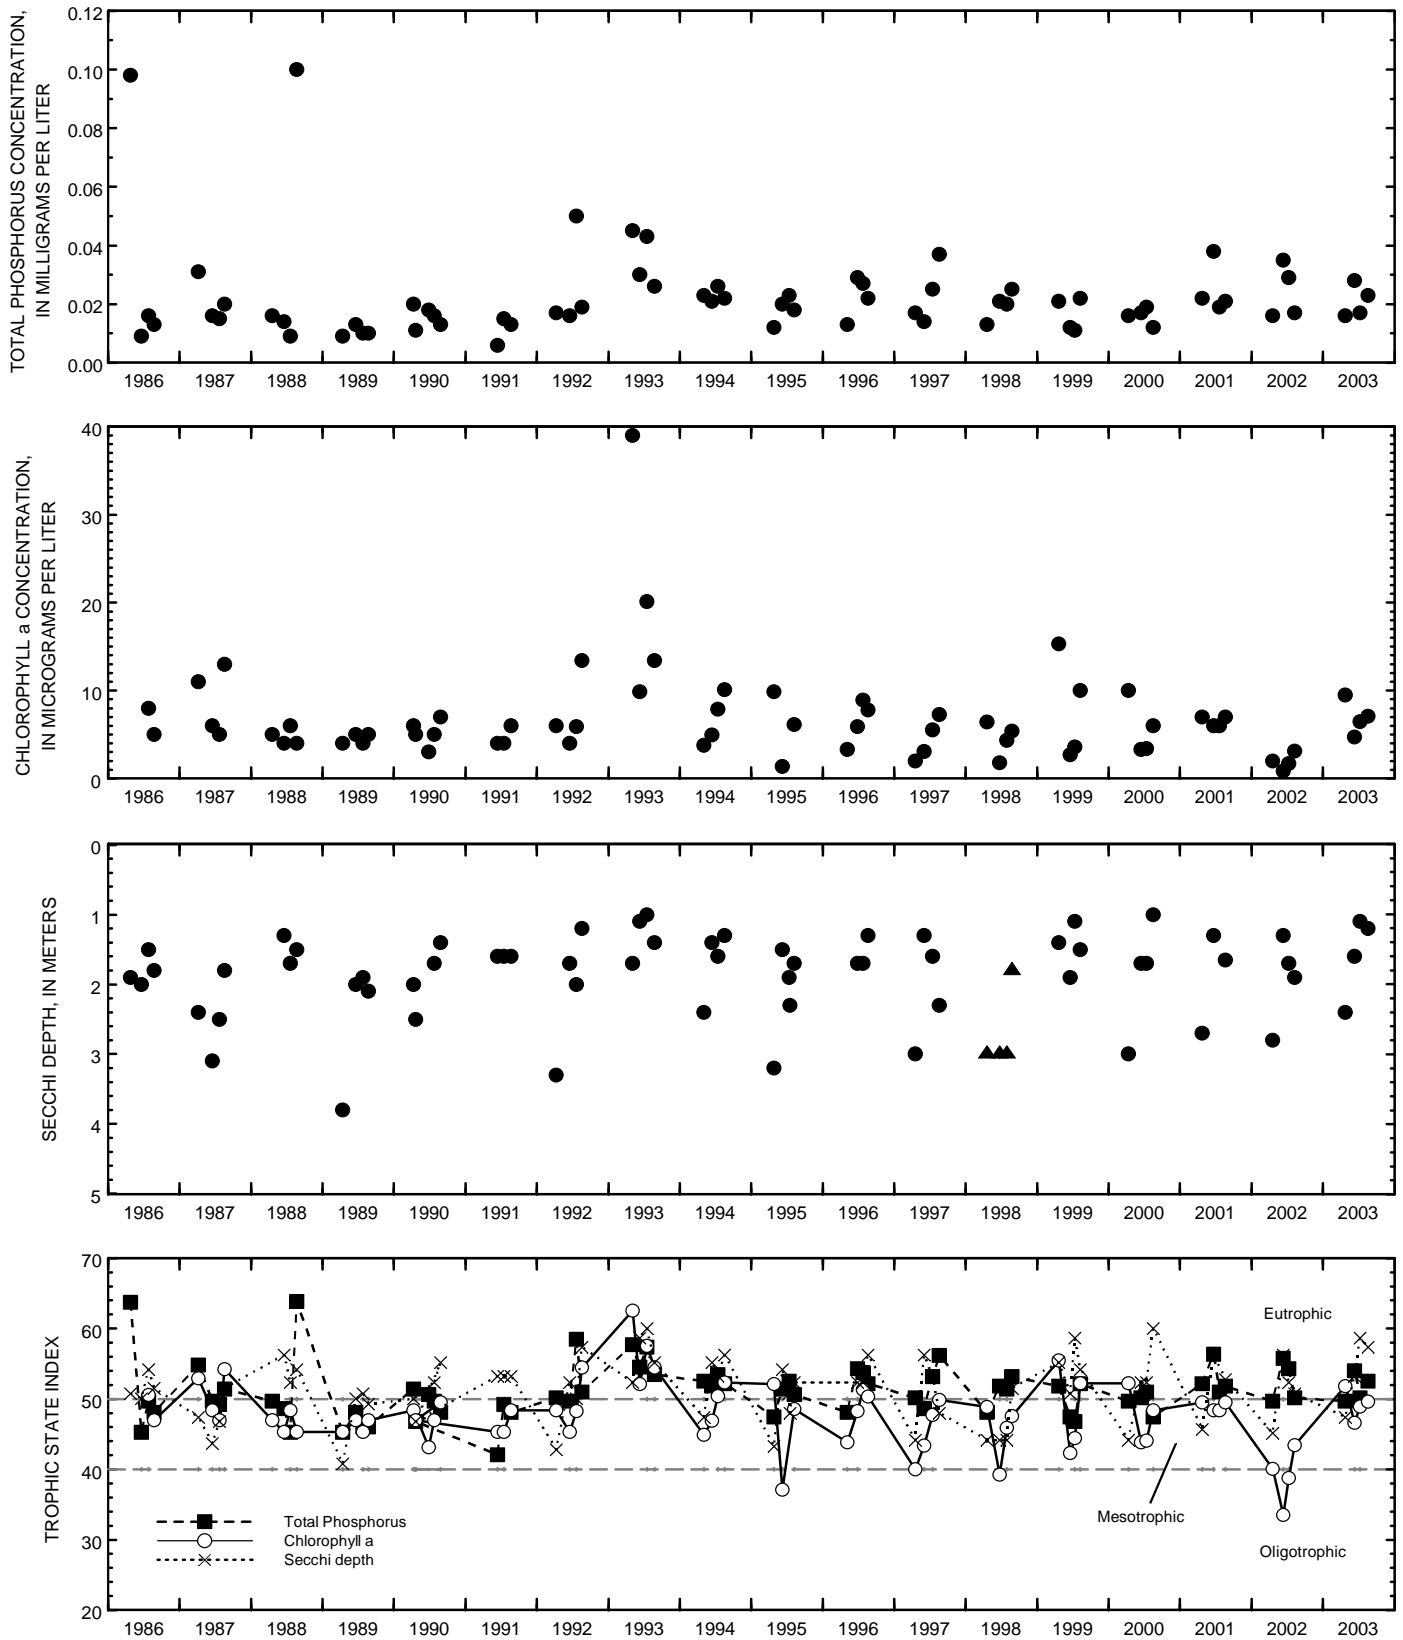 TOTAL PHOSPHORUS CONCENTRATION,
IN MILLIGRAMS PER LITER
0.12
0.10
0.08
0.06
0.04
0.02
0.00
1986 1987 1988 1989 1990 1991 1992 1993 1994 1995 1996 1997 1998 1999 2000 2001 2002 2003
CHLOROPHYLL a CONCENTRATION,
IN MICROGRAMS PER LITER
40
30
20
10
0
1986 1987 1988 1989 1990 1991 1992 1993 1994 1995 1996 1997 1998 1999 2000 2001 2002 2003
SECCHI DEPTH, IN METERS
0
1
2
3
4
5
1986 1987 1988 1989 1990 1991 1992 1993 1994 1995 1996 1997 1998 1999 2000 2001 2002 2003
TROPHIC STATE INDEX
70
60
50
40
30
20
Eutrophic
Mesotrophic
Oligotrophic
Total Phosphorus
Chlorophyll a
Secchi depth
1986 1987 1988 1989 1990 1991 1992 1993 1994 1995 1996 1997 1998 1999 2000 2001 2002 2003